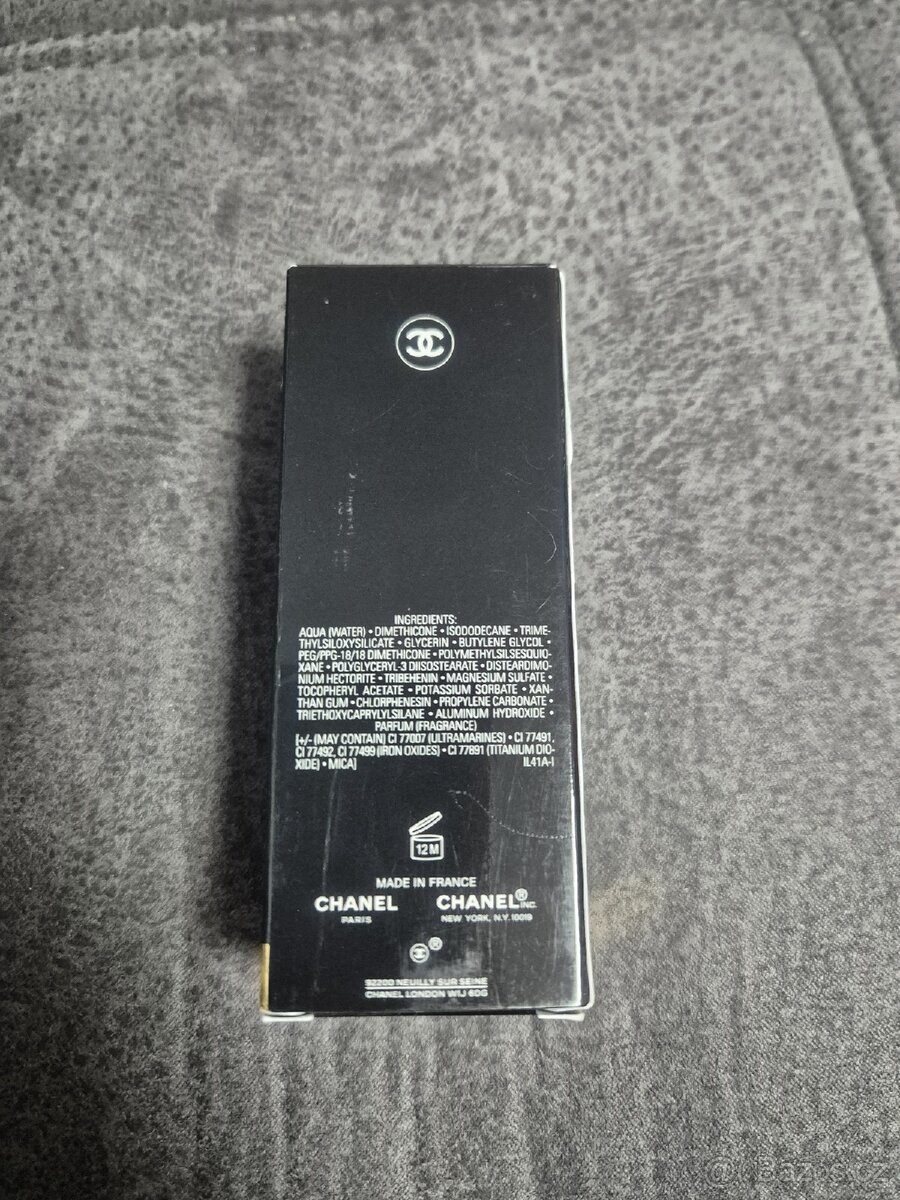 INGREDIENTS:
AQUA (WATER) • DIMETHICONE • ISODODECANE • TRIME-
THYLSILOXYSILICATE • GLYCERIN • BUTYLENE GLYCOL •
PEG/PPG-18/18 DIMETHICONE • POLYMETHYLSILSESQUIO-
XANE • POLYGLYCERYL-3 DIISOSTEARATE • DISTEARDIMO-
NIUM HECTORITE • TRIBEHENIN • MAGNESIUM SULFATE •
TOCOPHERYL ACETATE • POTASSIUM SORBATE • XAN-
THAN GUM • CHLORPHENESIN • PROPYLENE CARBONATE •
TRIETHOXYCAPRYLYLSILANE • ALUMINUM HYDROXIDE •
PARFUM (FRAGRANCE)
[+/- (MAY CONTAIN) CI 77007 (ULTRAMARINES) • CI 77491,
CI 77492, CI 77499 (IRON OXIDES) • CI 77891 (TITANIUM DIO-
XIDE) • MICA] IL41A-I
12M
MADE IN FRANCE
CHANEL CHANEL® INC.
PARIS NEW YORK, N.Y. 10019
®
92200 NEUILLY SUR SEINE
CHANEL LONDON W1J 6DG
@ Bazos.cz